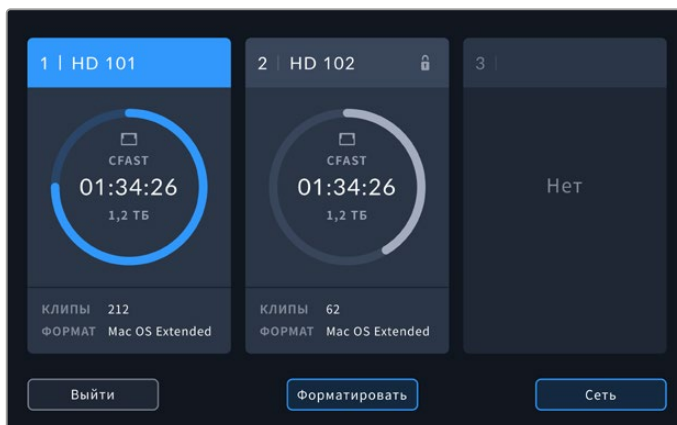 1 | HD 101
CFAST
01:34:26
1,2 ТБ
КЛИПЫ 212
ФОРМАТ Mac OS Extended
2 | HD 102
CFAST
01:34:26
1,2 ТБ
КЛИПЫ 62
ФОРМАТ Mac OS Extended
3 |
Нет
Выйти
Форматировать
Сеть